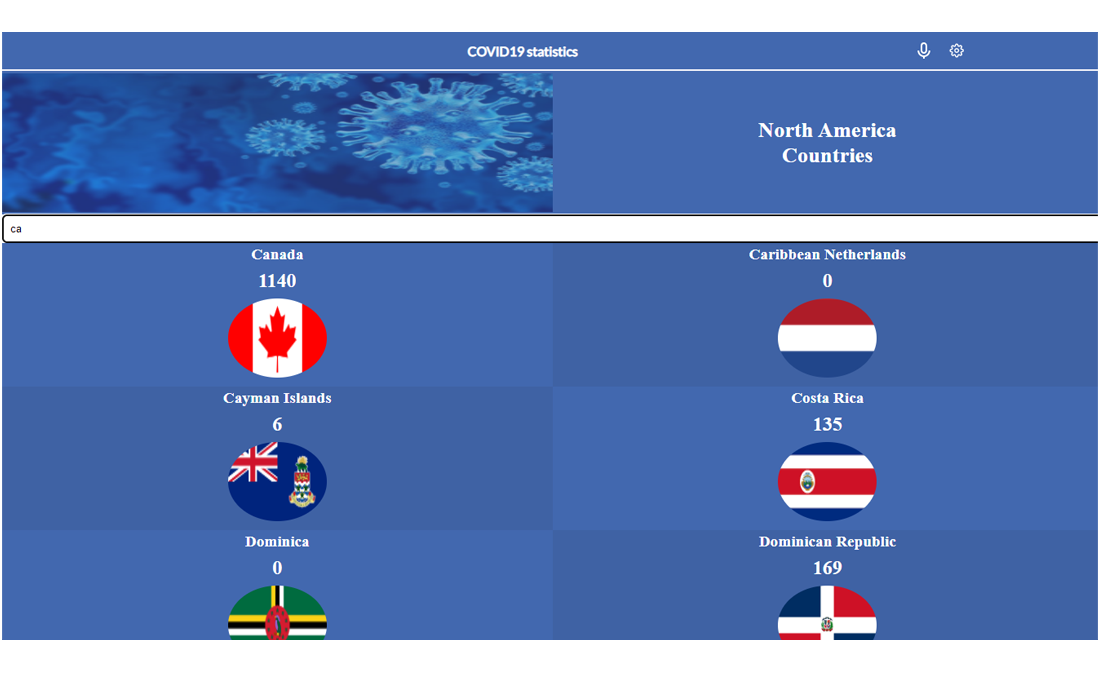 COVID19 statistics
North America
Countries
ca
Canada
1140
Caribbean Netherlands
0
Cayman Islands
6
Costa Rica
135
Dominica
0
Dominican Republic
169